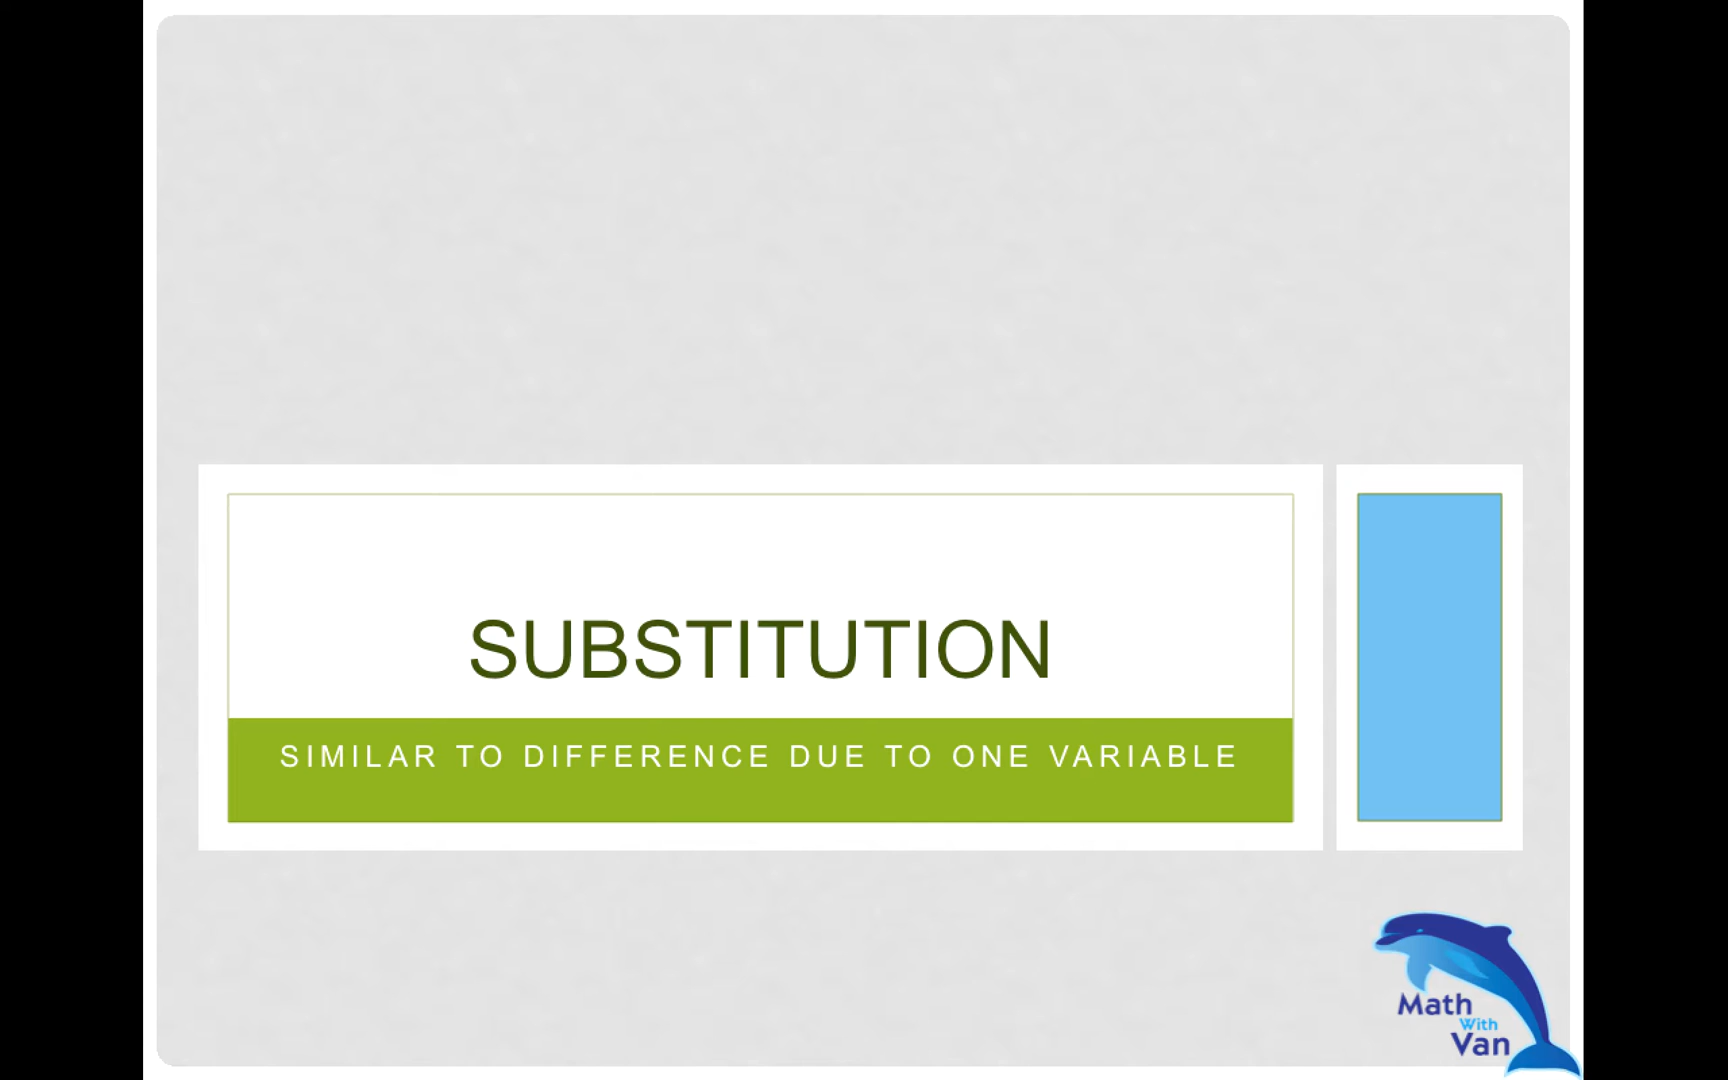 SUBSTITUTION
SIMILAR TO DIFFERENCE DUE TO ONE VARIABLE
Math
With
Van